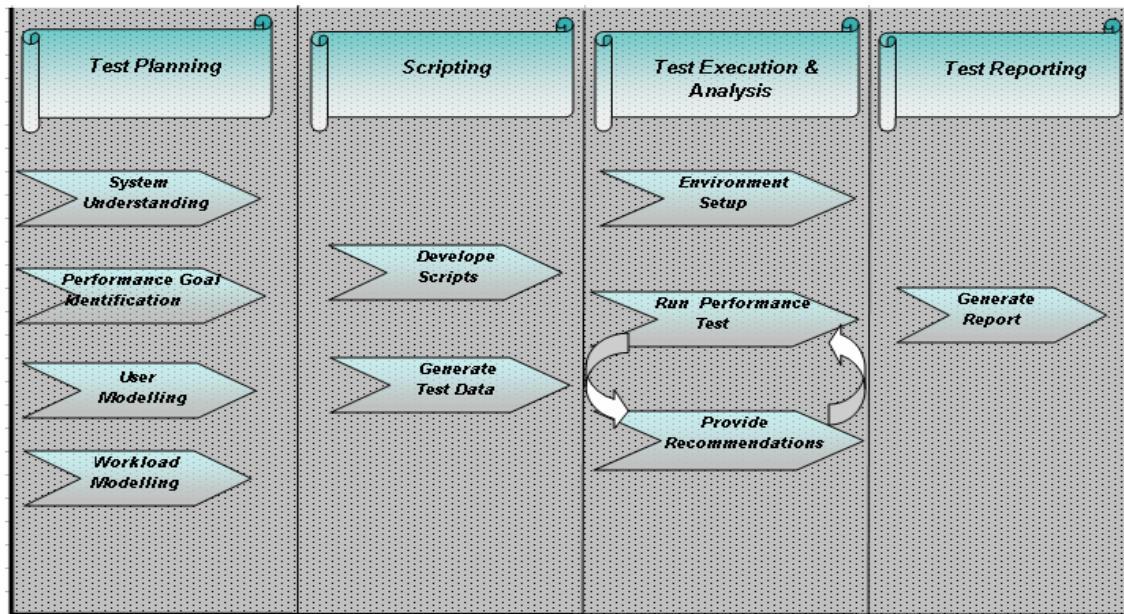 Test Planning
System
Understanding
Performance Goal
Identification
User
Modelling
Workload
Modelling
Scripting
Develope
Scripts
Generate
Test Data
Test Execution &
Analysis
Environment
Setup
Run Performance
Test
Provide
Recommendations
Test Reporting
Generate
Report